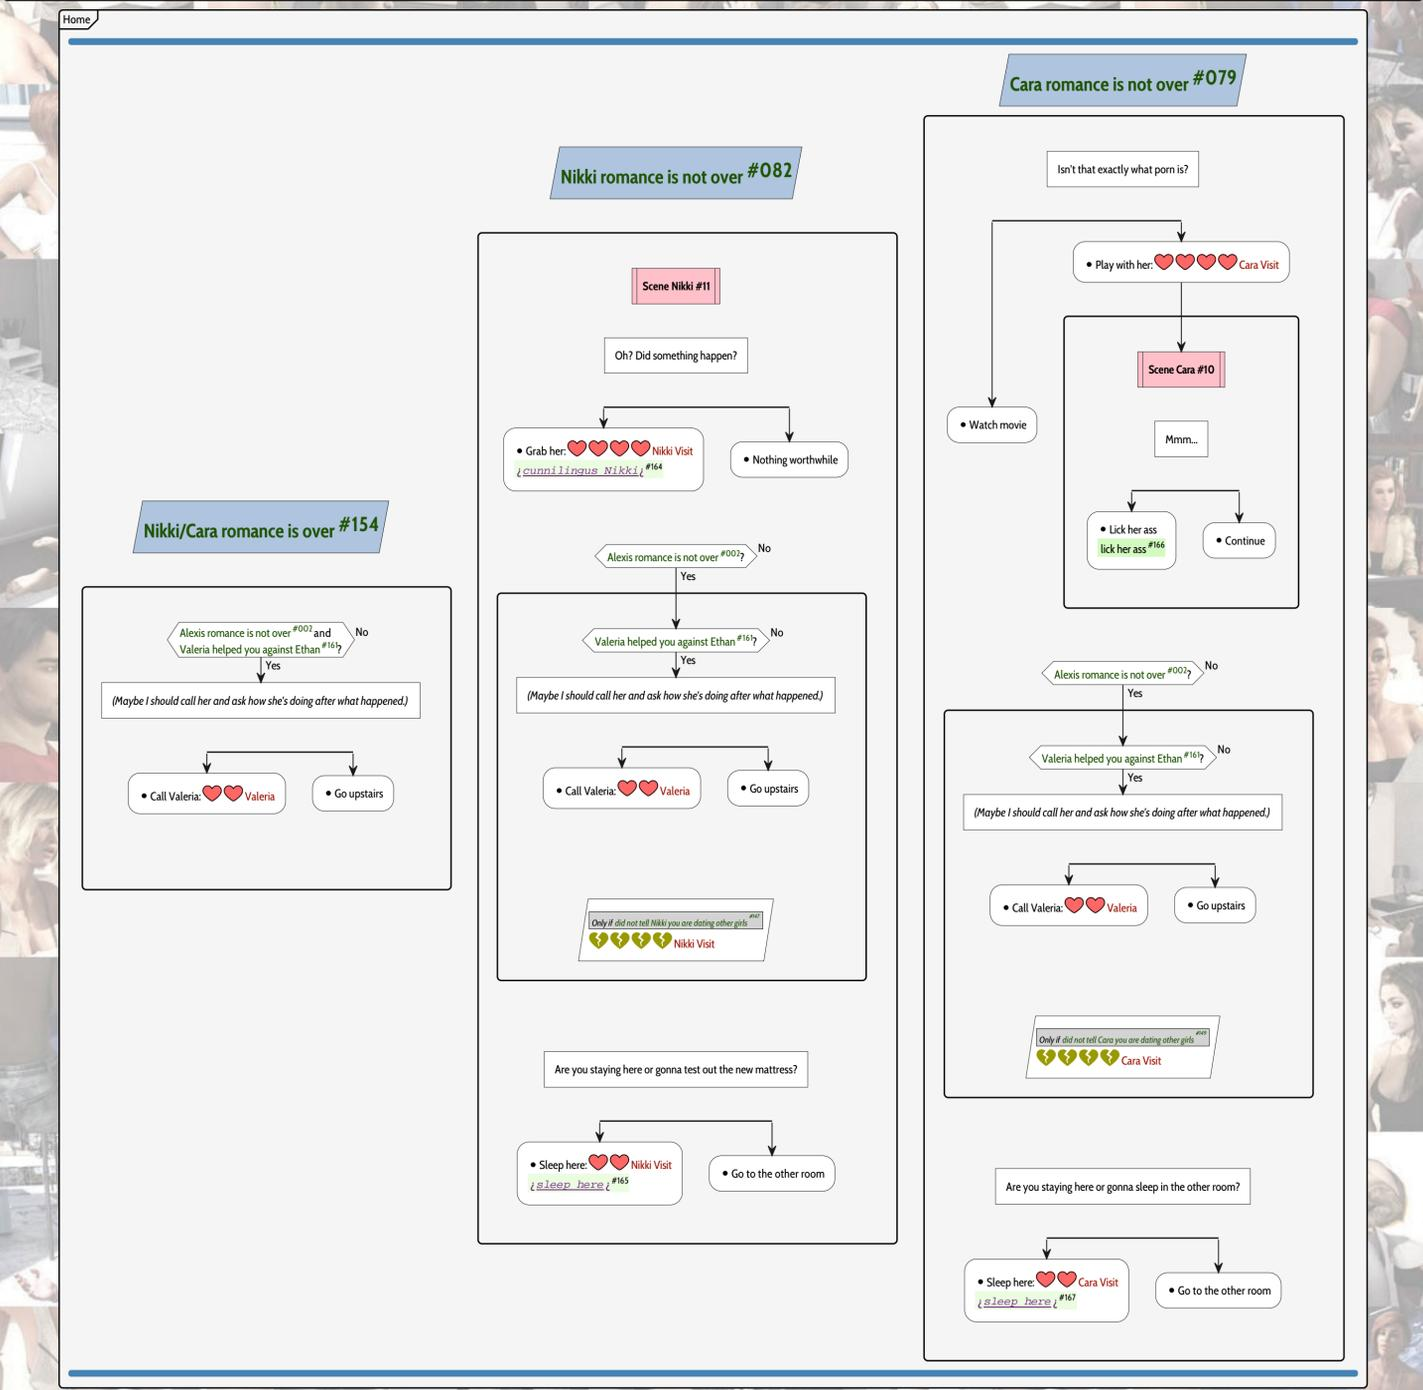 Home
Cara romance is not over #079
Isn't that exactly what porn is?
• Play with her: Cara Visit
Scene Cara #10
• Watch movie
Mmm...
• Lick her ass
lick her ass #166
• Continue
Alexis romance is not over #002?
No
Yes
Valeria helped you against Ethan #161?
No
Yes
(Maybe I should call her and ask how she's doing after what happened.)
• Call Valeria: Valeria
• Go upstairs
Only if did not tell Cara you are dating other girls #149
Cara Visit
Are you staying here or gonna sleep in the other room?
• Sleep here: Cara Visit
¿sleep here¿ #167
• Go to the other room
Nikki romance is not over #082
Scene Nikki #11
Oh? Did something happen?
• Grab her: Nikki Visit
¿cunnilingus Nikki¿ #164
• Nothing worthwhile
Alexis romance is not over #002?
No
Yes
Valeria helped you against Ethan #161?
No
Yes
(Maybe I should call her and ask how she's doing after what happened.)
• Call Valeria: Valeria
• Go upstairs
Only if did not tell Nikki you are dating other girls #147
Nikki Visit
Are you staying here or gonna test out the new mattress?
• Sleep here: Nikki Visit
¿sleep here¿ #165
• Go to the other room
Nikki/Cara romance is over #154
Alexis romance is not over #002 and
Valeria helped you against Ethan #161?
No
Yes
(Maybe I should call her and ask how she's doing after what happened.)
• Call Valeria: Valeria
• Go upstairs